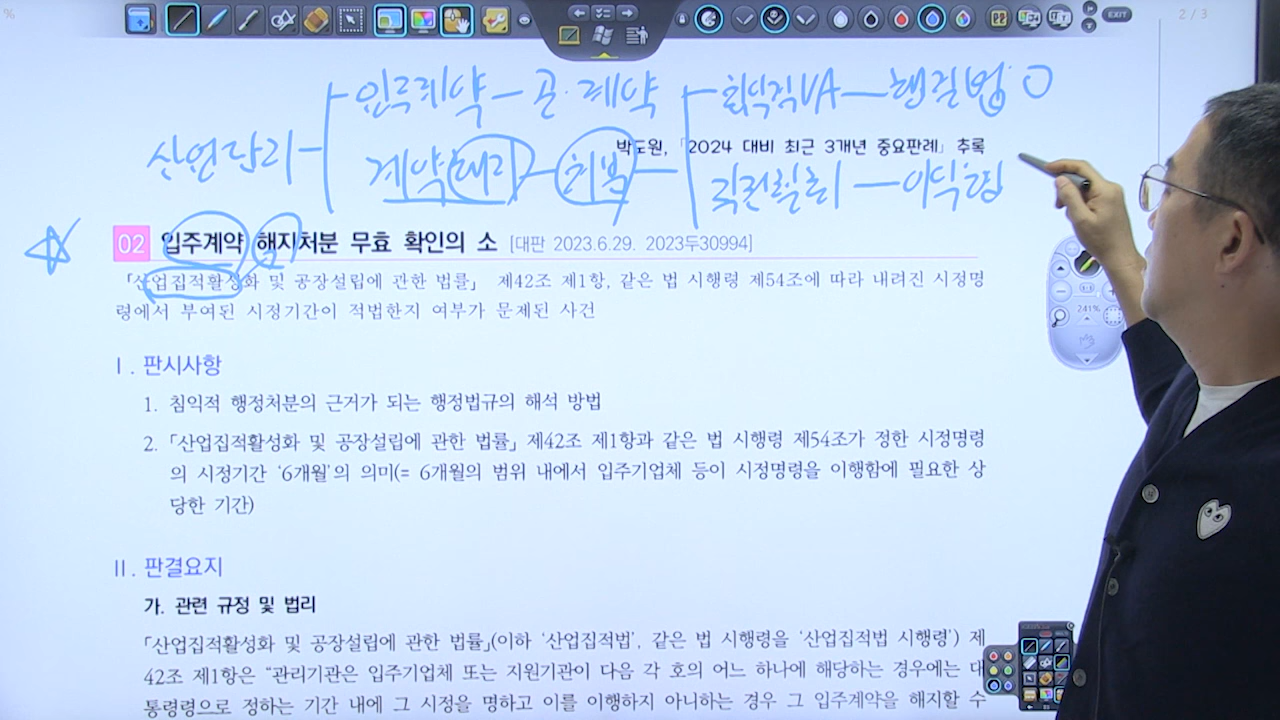 %
EXIT
2 / 3
입주계약 - 공·계약
산업단지
계약해지 - 처분
행정법 O
박도원, 「2024 대비 최근 3개년 중요판례」 추록
02 입주계약 해지처분 무효 확인의 소 [대판 2023.6.29. 2023두30994]
「산업집적활성화 및 공장설립에 관한 법률」 제42조 제1항, 같은 법 시행령 제54조에 따라 내려진 시정명
령에서 부여된 시정기간이 적법한지 여부가 문제된 사건
241%
Ⅰ. 판시사항
1. 침익적 행정처분의 근거가 되는 행정법규의 해석 방법
2. 「산업집적활성화 및 공장설립에 관한 법률」 제42조 제1항과 같은 법 시행령 제54조가 정한 시정명령
의 시정기간 '6개월'의 의미(= 6개월의 범위 내에서 입주기업체 등이 시정명령을 이행함에 필요한 상
당한 기간)
Ⅱ. 판결요지
가. 관련 규정 및 법리
「산업집적활성화 및 공장설립에 관한 법률」(이하 '산업집적법', 같은 법 시행령을 '산업집적법 시행령') 제
42조 제1항은 "관리기관은 입주기업체 또는 지원기관이 다음 각 호의 어느 하나에 해당하는 경우에는 대
통령령으로 정하는 기간 내에 그 시정을 명하고 이를 이행하지 아니하는 경우 그 입주계약을 해지할 수